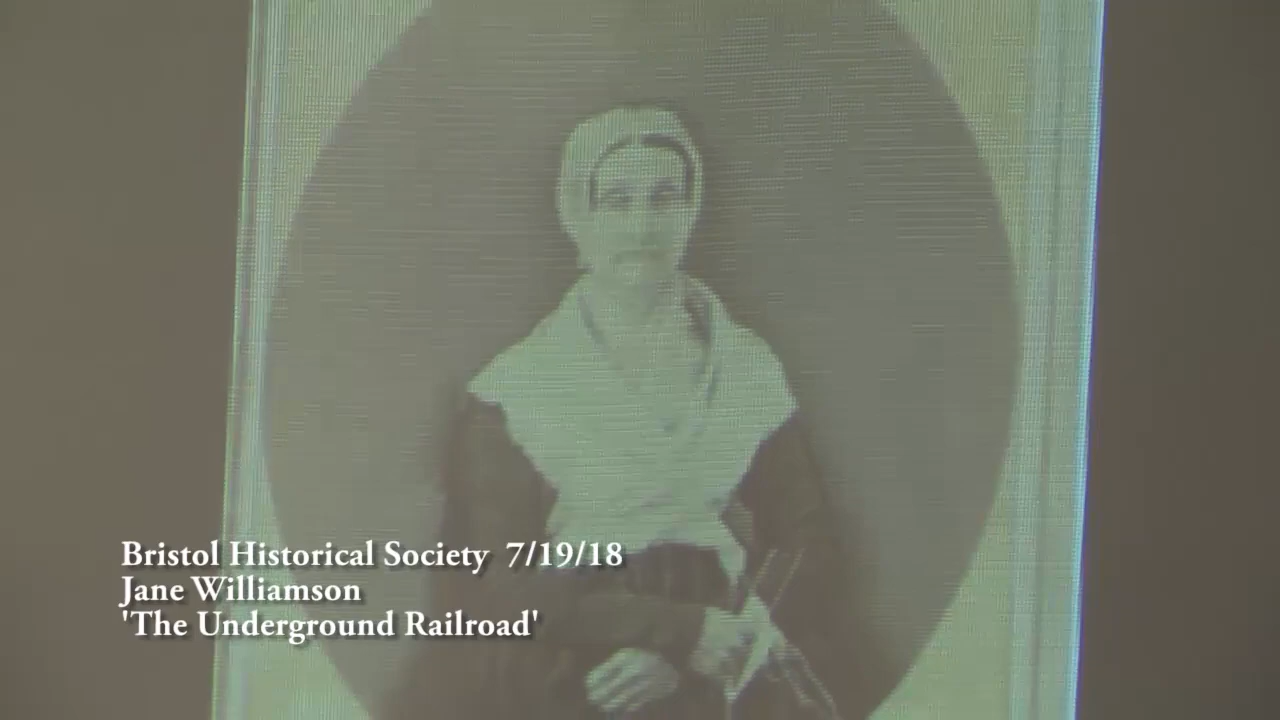 Bristol Historical Society 7/19/18
Jane Williamson
'The Underground Railroad'